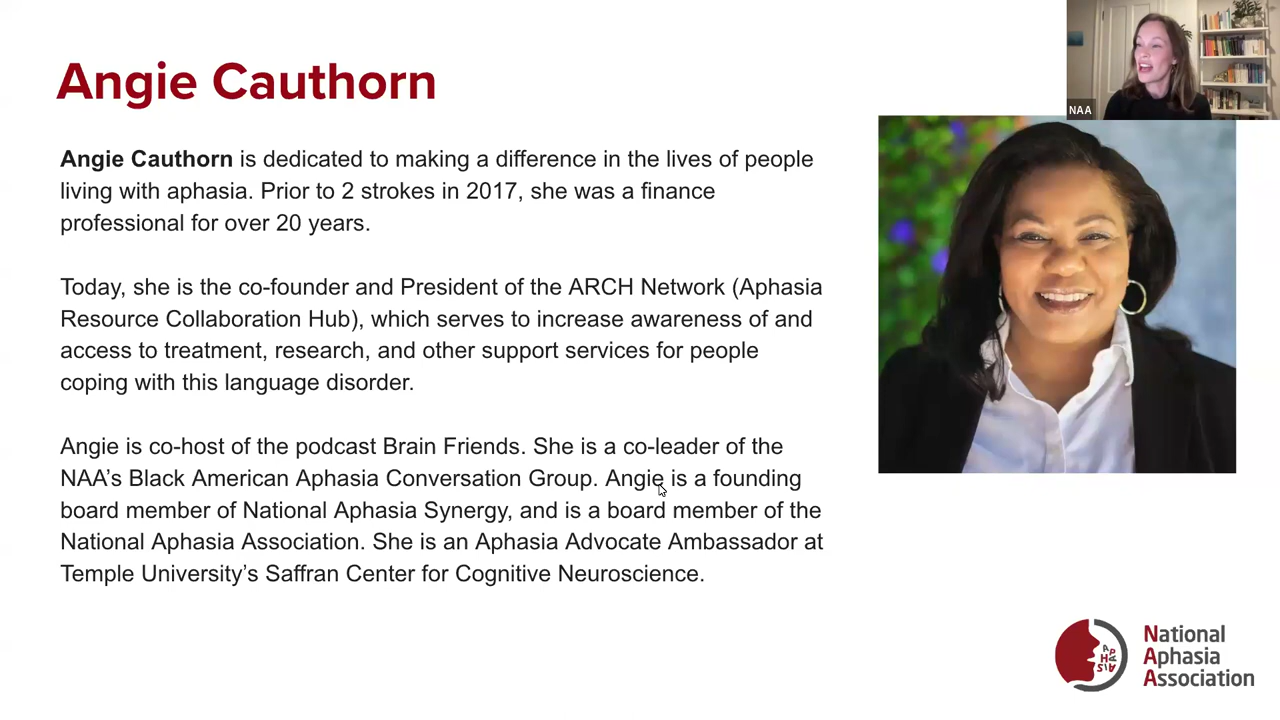 NAA
Angie Cauthorn
Angie Cauthorn is dedicated to making a difference in the lives of people
living with aphasia. Prior to 2 strokes in 2017, she was a finance
professional for over 20 years.
Today, she is the co-founder and President of the ARCH Network (Aphasia
Resource Collaboration Hub), which serves to increase awareness of and
access to treatment, research, and other support services for people
coping with this language disorder.
Angie is co-host of the podcast Brain Friends. She is a co-leader of the
NAA’s Black American Aphasia Conversation Group. Angie is a founding
board member of National Aphasia Synergy, and is a board member of the
National Aphasia Association. She is an Aphasia Advocate Ambassador at
Temple University’s Saffran Center for Cognitive Neuroscience.
National
Aphasia
Association